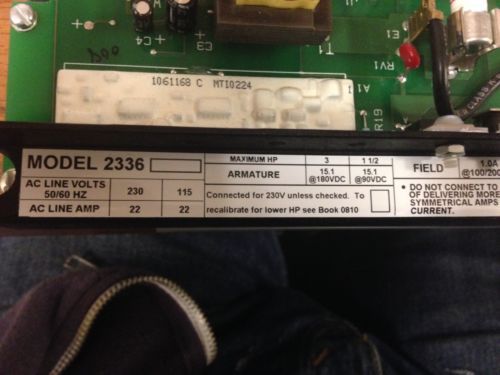 500
C4
C3
T1
E1
RV1
1061168 C MT10224
A1
R19
CLASS
MODEL 2336
MAXIMUM HP 3 1 1/2
ARMATURE 15.1 @180VDC 15.1 @90VDC
FIELD 1.0A @100/200
AC LINE VOLTS 50/60 HZ 230 115
AC LINE AMP 22 22
Connected for 230V unless checked. To
recalibrate for lower HP see Book 0810
• DO NOT CONNECT TO
OF DELIVERING MORE
SYMMETRICAL AMPS
CURRENT.